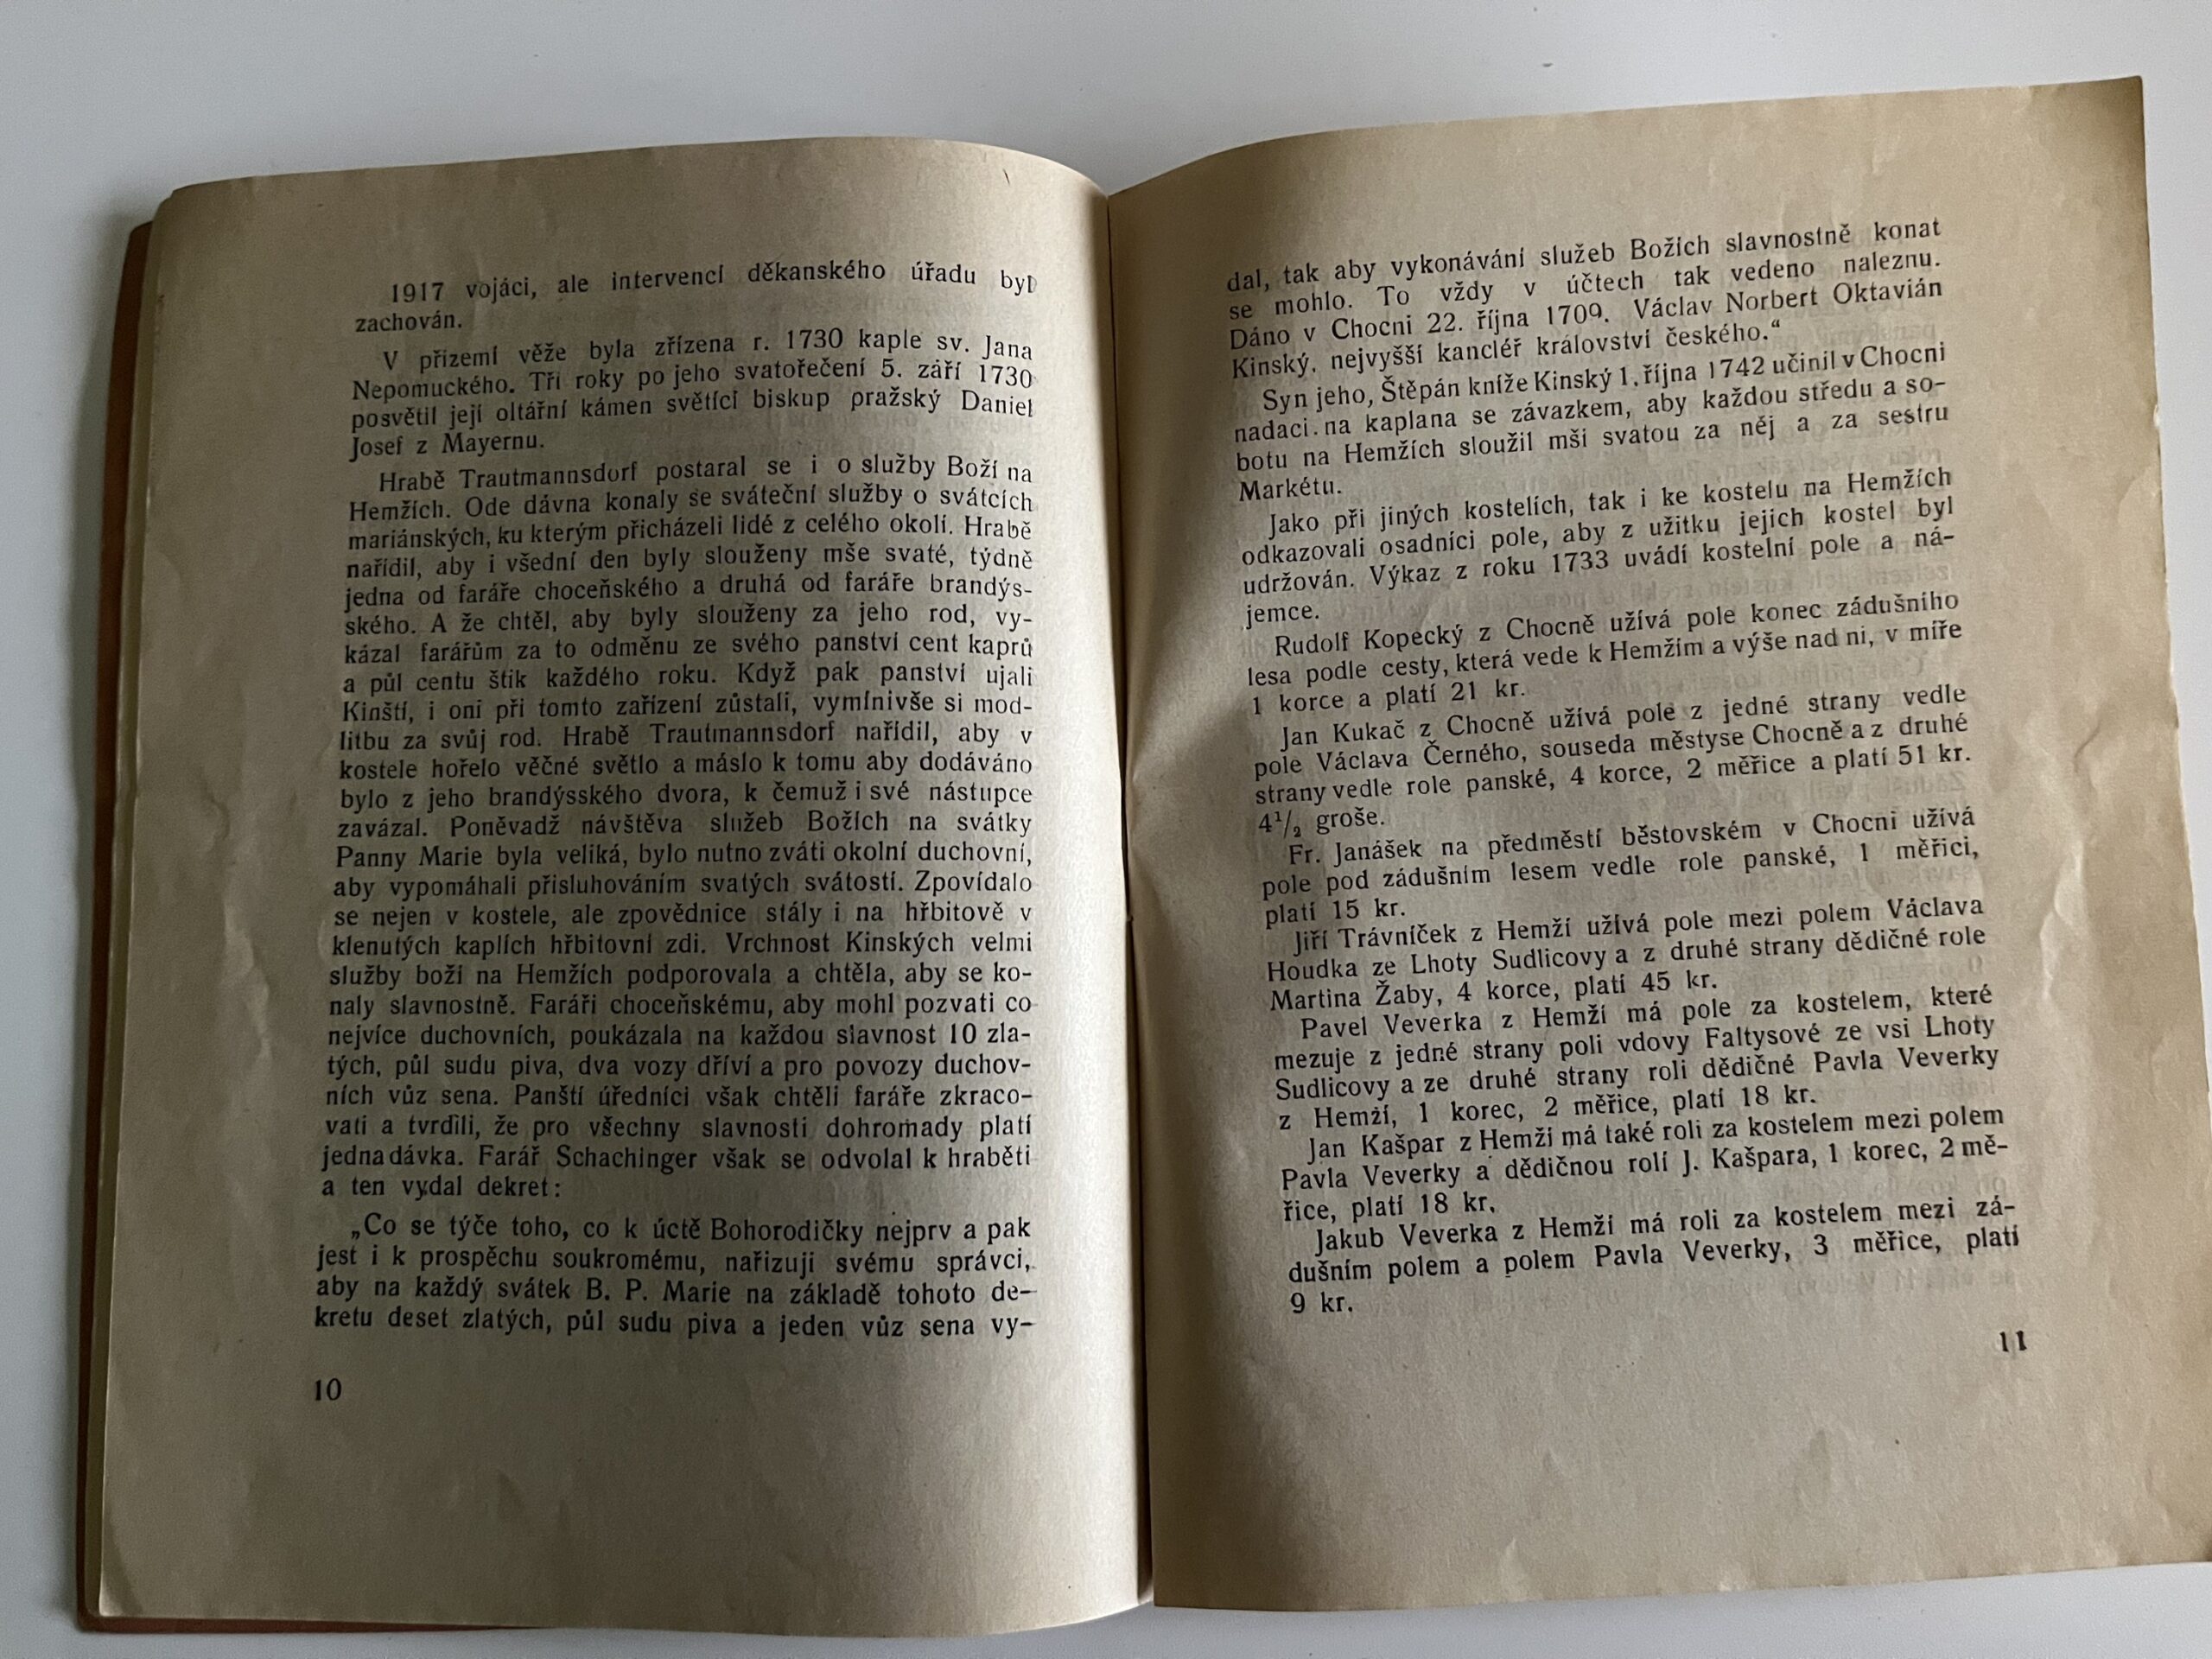 1917 vojáci, ale intervencí děkanského úřadu byl
zachován.
V přízemí věže byla zřízena r. 1730 kaple sv. Jana
Nepomuckého. Tři roky po jeho svatořečení 5. září 1730
posvětil její oltářní kámen světící biskup pražský Daniel
Josef z Mayernu.
Hrabě Trautmannsdorf postaral se i o služby Boží na
Hemžích. Ode dávna konaly se sváteční služby o svátcích
mariánských, ku kterým přicházeli lidé z celého okolí. Hrabě
nařídil, aby i všední den byly slouženy mše svaté, týdně
jedna od faráře choceňského a druhá od faráře brandýs-
ského. A že chtěl, aby byly slouženy za jeho rod, vy-
kázal farářům za to odměnu ze svého panství cent kaprů
a půl centu štik každého roku. Když pak panství ujali
Kinští, i oni při tomto zařízení zůstali, vymínivše si mod-
litbu za svůj rod. Hrabě Trautmannsdorf nařídil, aby v
kostele hořelo věčné světlo a máslo k tomu aby dodáváno
bylo z jeho brandýsského dvora, k čemuž i své nástupce
zavázal. Poněvadž návštěva služeb Božích na svátky
Panny Marie byla veliká, bylo nutno zváti okolní duchovní,
aby vypomáhali přisluhováním svatých svátostí. Zpovídalo
se nejen v kostele, ale zpovědnice stály i na hřbitově v
klenutých kaplích hřbitovní zdi. Vrchnost Kinských velmi
služby boží na Hemžích podporovala a chtěla, aby se ko-
naly slavnostně. Faráři choceňskému, aby mohl pozvati co
nejvíce duchovních, poukázala na každou slavnost 10 zla-
tých, půl sudu piva, dva vozy dříví a pro povozy duchov-
ních vůz sena. Panští úředníci však chtěli faráře zkraco-
vati a tvrdili, že pro všechny slavnosti dohromady platí
jedna dávka. Farář Schachinger však se odvolal k hraběti
a ten vydal dekret:
„Co se týče toho, co k úctě Bohorodičky nejprv a pak
jest i k prospěchu soukromému, nařizuji svému správci,
aby na každý svátek B. P. Marie na základě tohoto de-
kretu deset zlatých, půl sudu piva a jeden vůz sena vy-
10
dal, tak aby vykonávání služeb Božích slavnostně konat
se mohlo. To vždy v účtech tak vedeno naleznu.
Dáno v Chocni 22. října 1709. Václav Norbert Oktavián
Kinský, nejvyšší kancléř království českého.“
Syn jeho, Štěpán kníže Kinský 1. října 1742 učinil v Chocni
nadaci na kaplana se závazkem, aby každou středu a so-
botu na Hemžích sloužil mši svatou za něj a za sestru
Markétu.
Jako při jiných kostelích, tak i ke kostelu na Hemžích
odkazovali osadníci pole, aby z užitku jejich kostel byl
udržován. Výkaz z roku 1733 uvádí kostelní pole a ná-
jemce.
Rudolf Kopecký z Chocně užívá pole konec zádušního
lesa podle cesty, která vede k Hemžím a výše nad ni, v míře
1 korce a platí 21 kr.
Jan Kukač z Chocně užívá pole z jedné strany vedle
pole Václava Černého, souseda městyse Chocně a z druhé
strany vedle role panské, 4 korce, 2 měřice a platí 51 kr.
4½ groše.
Fr. Janášek na předměstí běstovském v Chocni užívá
pole pod zádušním lesem vedle role panské, 1 měřici,
platí 15 kr.
Jiří Trávníček z Hemží užívá pole mezi polem Václava
Houdka ze Lhoty Sudlicovy a z druhé strany dědičné role
Martina Žaby, 4 korce, platí 45 kr.
Pavel Veverka z Hemží má pole za kostelem, které
mezuje z jedné strany poli vdovy Faltysové ze vsi Lhoty
Sudlicovy a ze druhé strany roli dědičné Pavla Veverky
z Hemží, 1 korec, 2 měřice, platí 18 kr.
Jan Kašpar z Hemží má také roli za kostelem mezi polem
Pavla Veverky a dědičnou rolí J. Kašpara, 1 korec, 2 mě-
řice, platí 18 kr.
Jakub Veverka z Hemží má roli za kostelem mezi zá-
dušním polem a polem Pavla Veverky, 3 měřice, platí
9 kr.
11